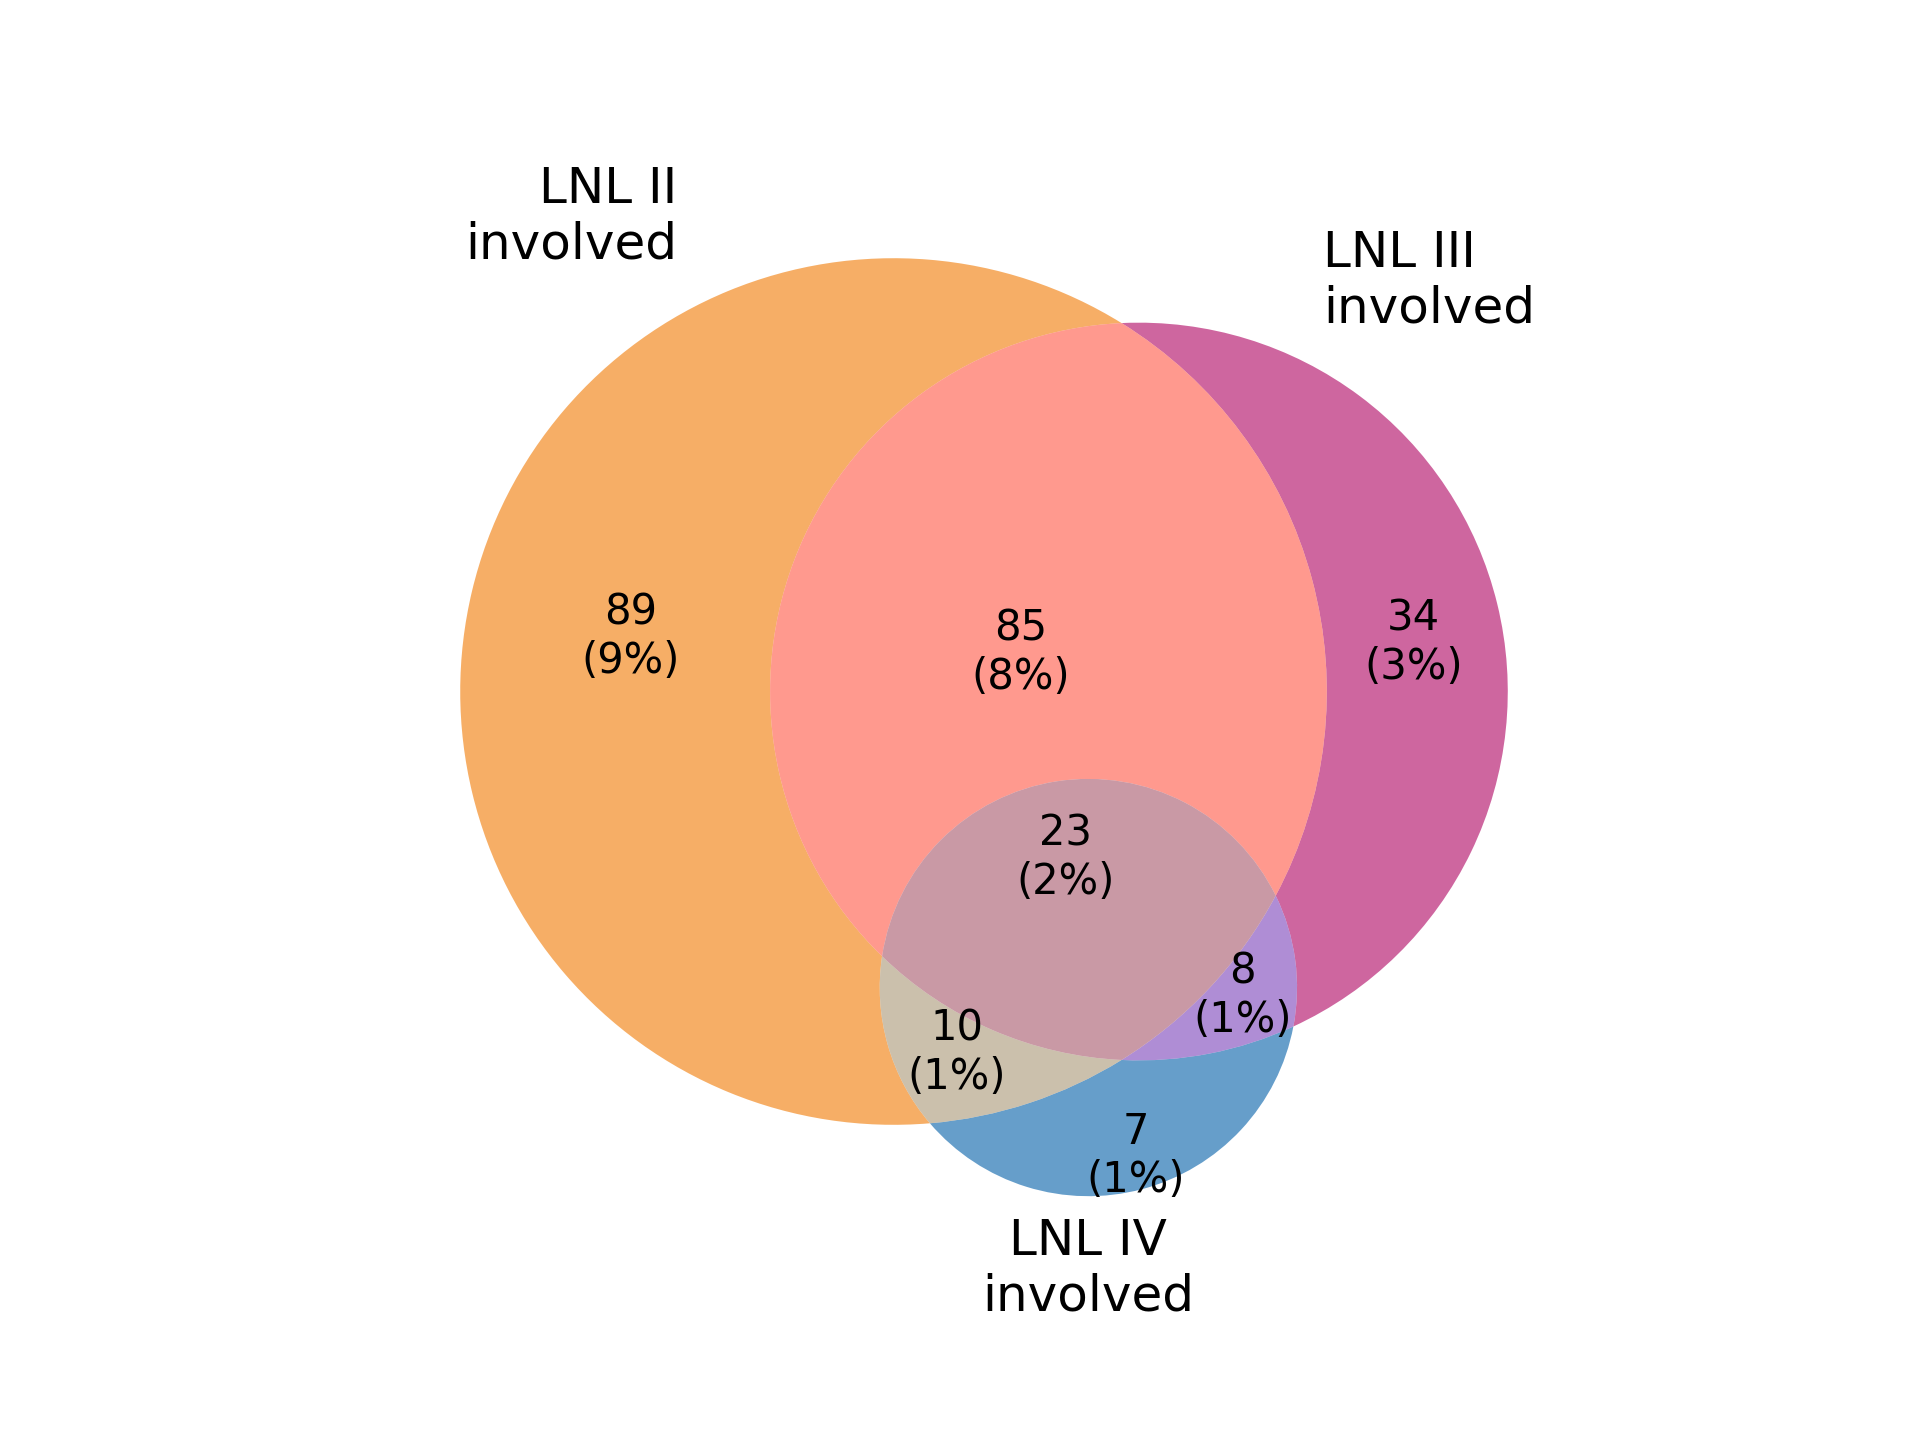 LNL II
involved
LNL III
involved
89
(9%)
85
(8%)
34
(3%)
23
(2%)
8
(1%)
10
(1%)
7
(1%)
LNL IV
involved